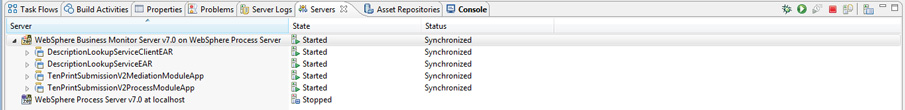 Task Flows Build Activities Properties Problems Server Logs Servers Asset Repositories Console
Server State Status
WebSphere Business Monitor Server v7.0 on WebSphere Process Server Started Synchronized
DescriptionLookupServiceClientEAR Started Synchronized
DescriptionLookupServiceEAR Started Synchronized
TenPrintSubmissionV2MediationModuleApp Started Synchronized
TenPrintSubmissionV2ProcessModuleApp Started Synchronized
WebSphere Process Server v7.0 at localhost Stopped